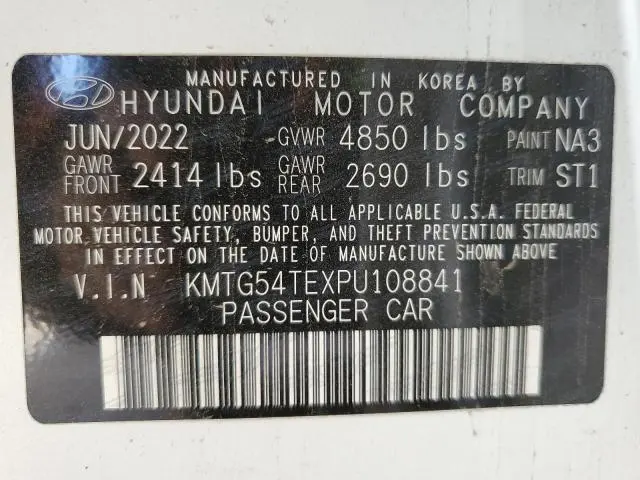 MANUFACTURED IN KOREA BY
HYUNDAI MOTOR COMPANY
JUN/2022 GVWR 4850 lbs PAINT NA3
GAWR FRONT 2414 lbs GAWR REAR 2690 lbs TRIM ST1
THIS VEHICLE CONFORMS TO ALL APPLICABLE U.S.A. FEDERAL
MOTOR VEHICLE SAFETY, BUMPER, AND THEFT PREVENTION STANDARDS
IN EFFECT ON THE DATE OF MANUFACTURE SHOWN ABOVE
V.I.N KMTG54TEXPU108841
PASSENGER CAR